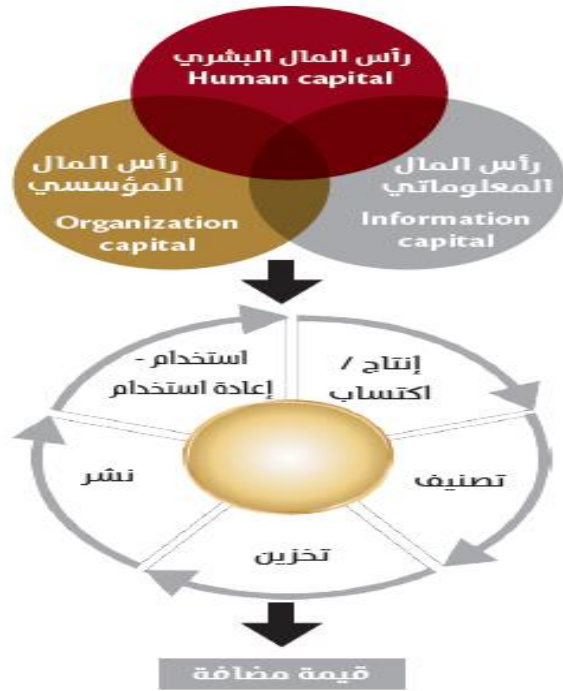 رأس المال البشري
Human capital
رأس المال
المعلوماتي
Information
capital
رأس المال
المؤسسي
Organization
capital
إنتاج /
اكتساب
تصنيف
تخزين
نشر
استخدام -
إعادة استخدام
قيمة مضافة